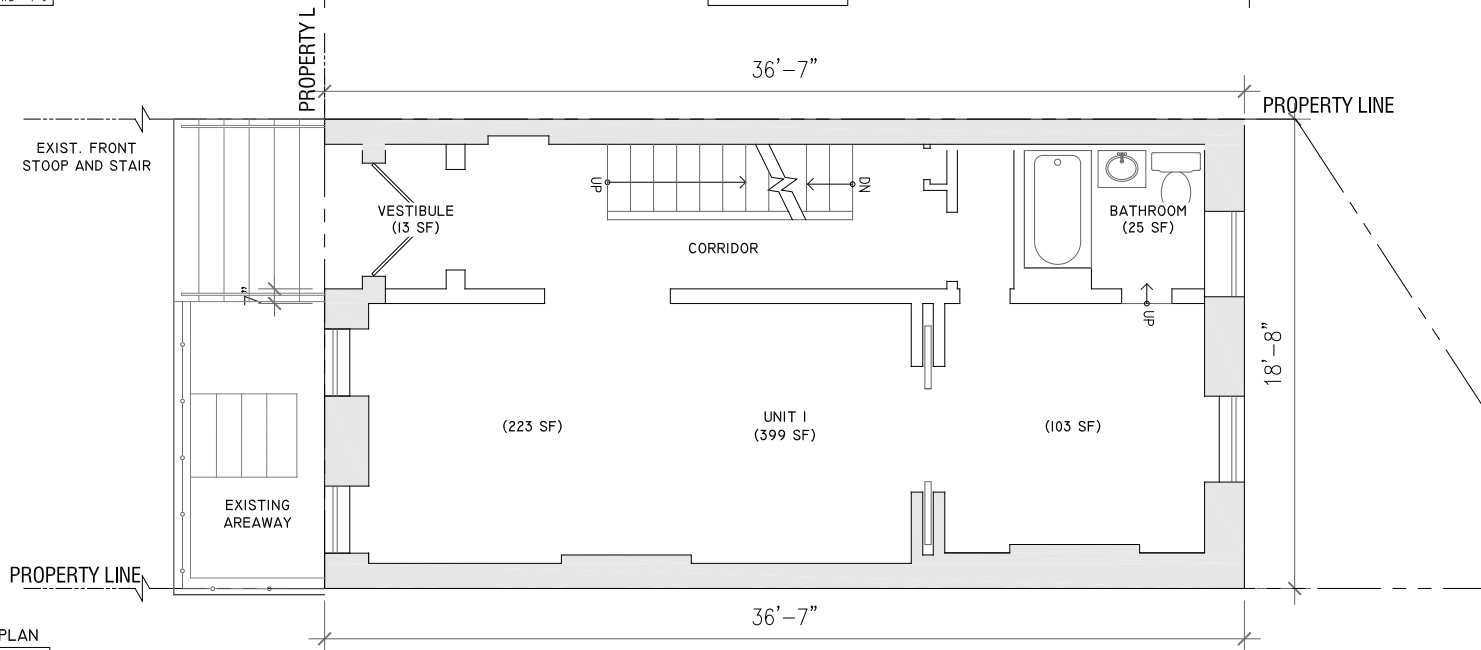 PROPERTY L
36'-7"
PROPERTY LINE
EXIST. FRONT
STOOP AND STAIR
UP
DN
VESTIBULE
(13 SF)
BATHROOM
(25 SF)
CORRIDOR
UP
18'-8"
(223 SF)
UNIT 1
(399 SF)
(103 SF)
EXISTING
AREAWAY
PROPERTY LINE
36'-7"
PLAN